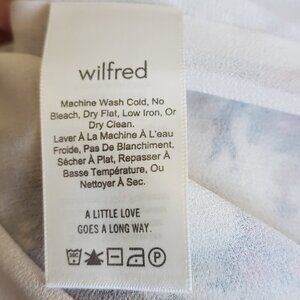 wilfred
Machine Wash Cold, No
Bleach, Dry Flat, Low Iron, Or
Dry Clean.
Laver À La Machine À L'eau
Froide, Pas De Blanchiment,
Sécher À Plat, Repasser À
Basse Température, Ou
Nettoyer À Sec.
A LITTLE LOVE
GOES A LONG WAY.
P